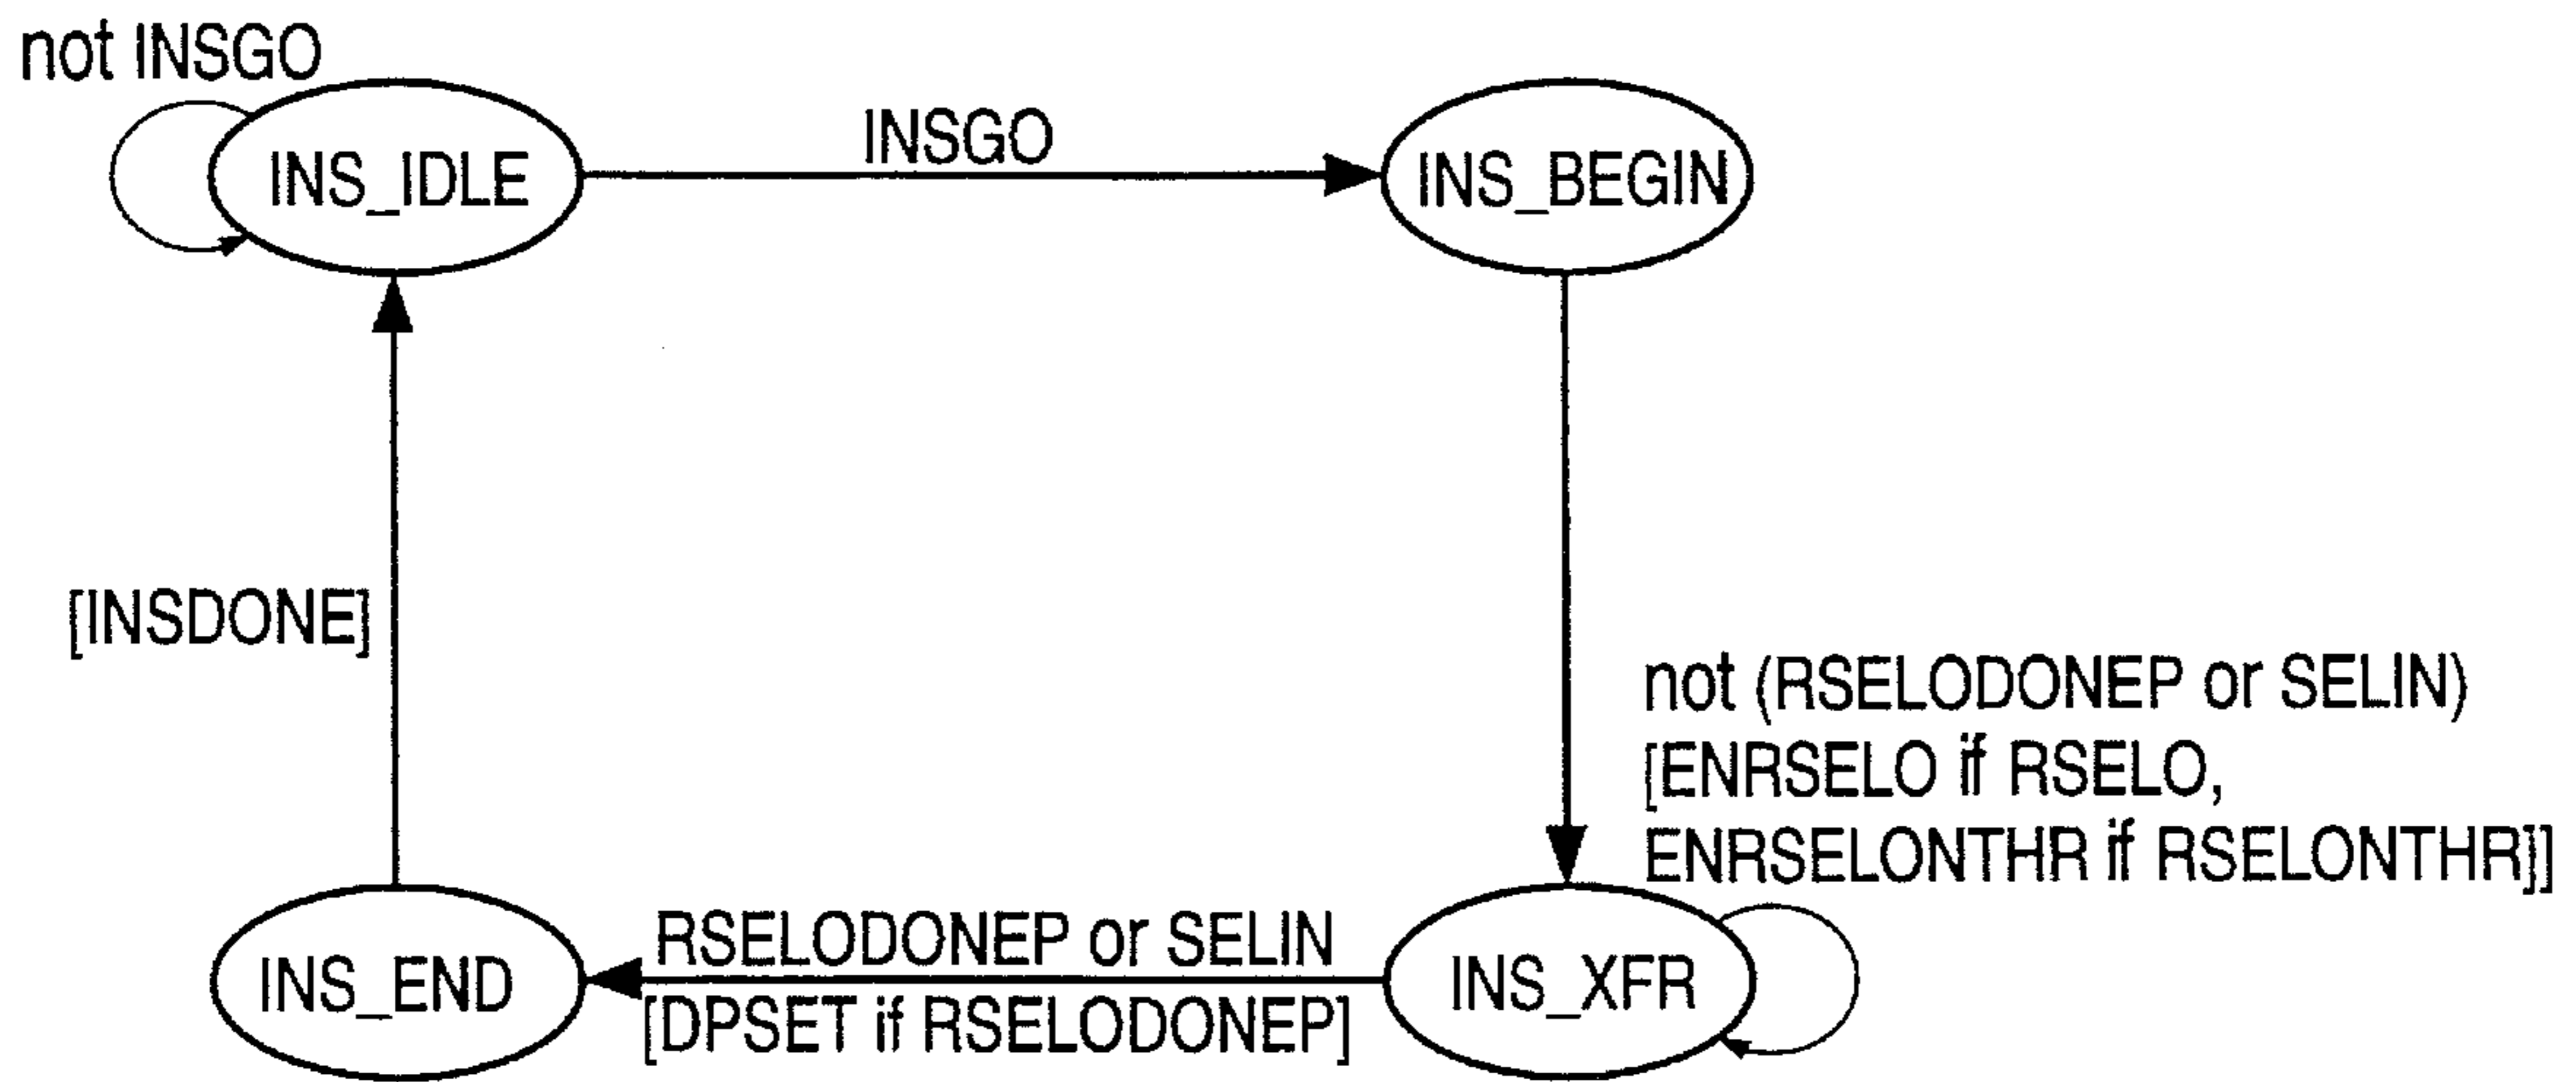 not INSGO
INSGO
INS_IDLE
INS_BEGIN
[INSDONE]
not (RSELODONEP or SELIN)
[ENRSELO if RSELO,
ENRSELONTHR if RSELONTHR]]
RSELODONEP or SELIN
INS_END
INS_XFR
[DPSET if RSELODONEP]